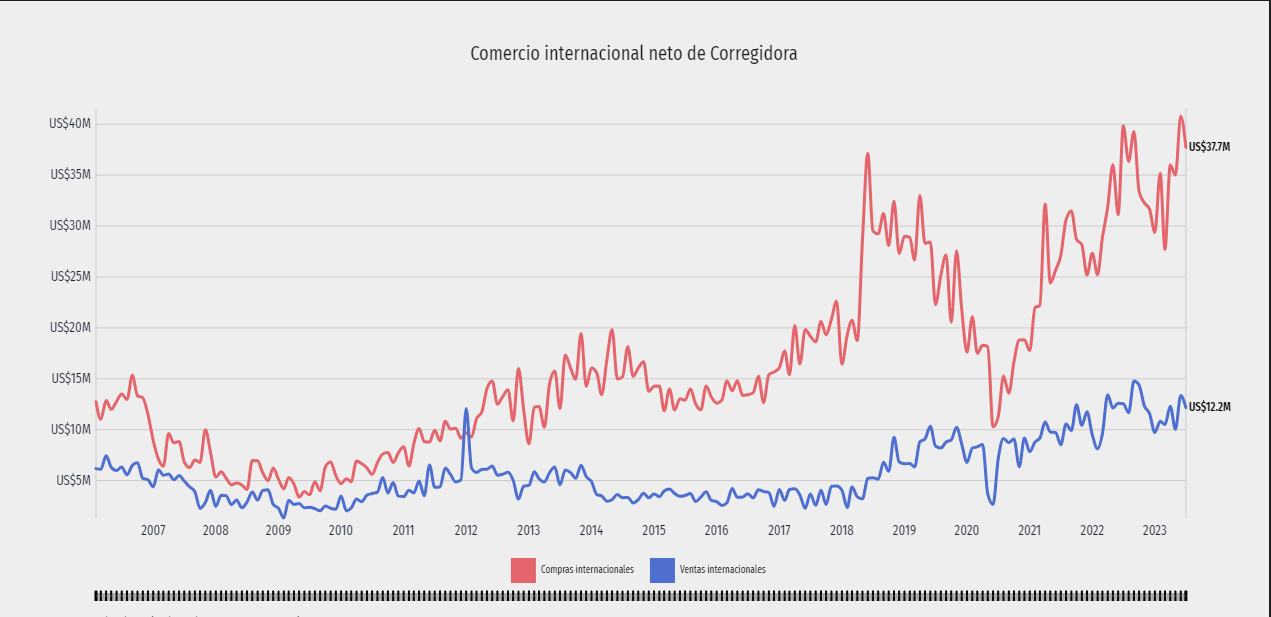 Comercio internacional neto de Corregidora
US$40M
US$35M
US$30M
US$25M
US$20M
US$15M
US$10M
US$5M
US$37.7M
US$12.2M
2007 2008 2009 2010 2011 2012 2013 2014 2015 2016 2017 2018 2019 2020 2021 2022 2023
Compras internacionales Ventas internacionales